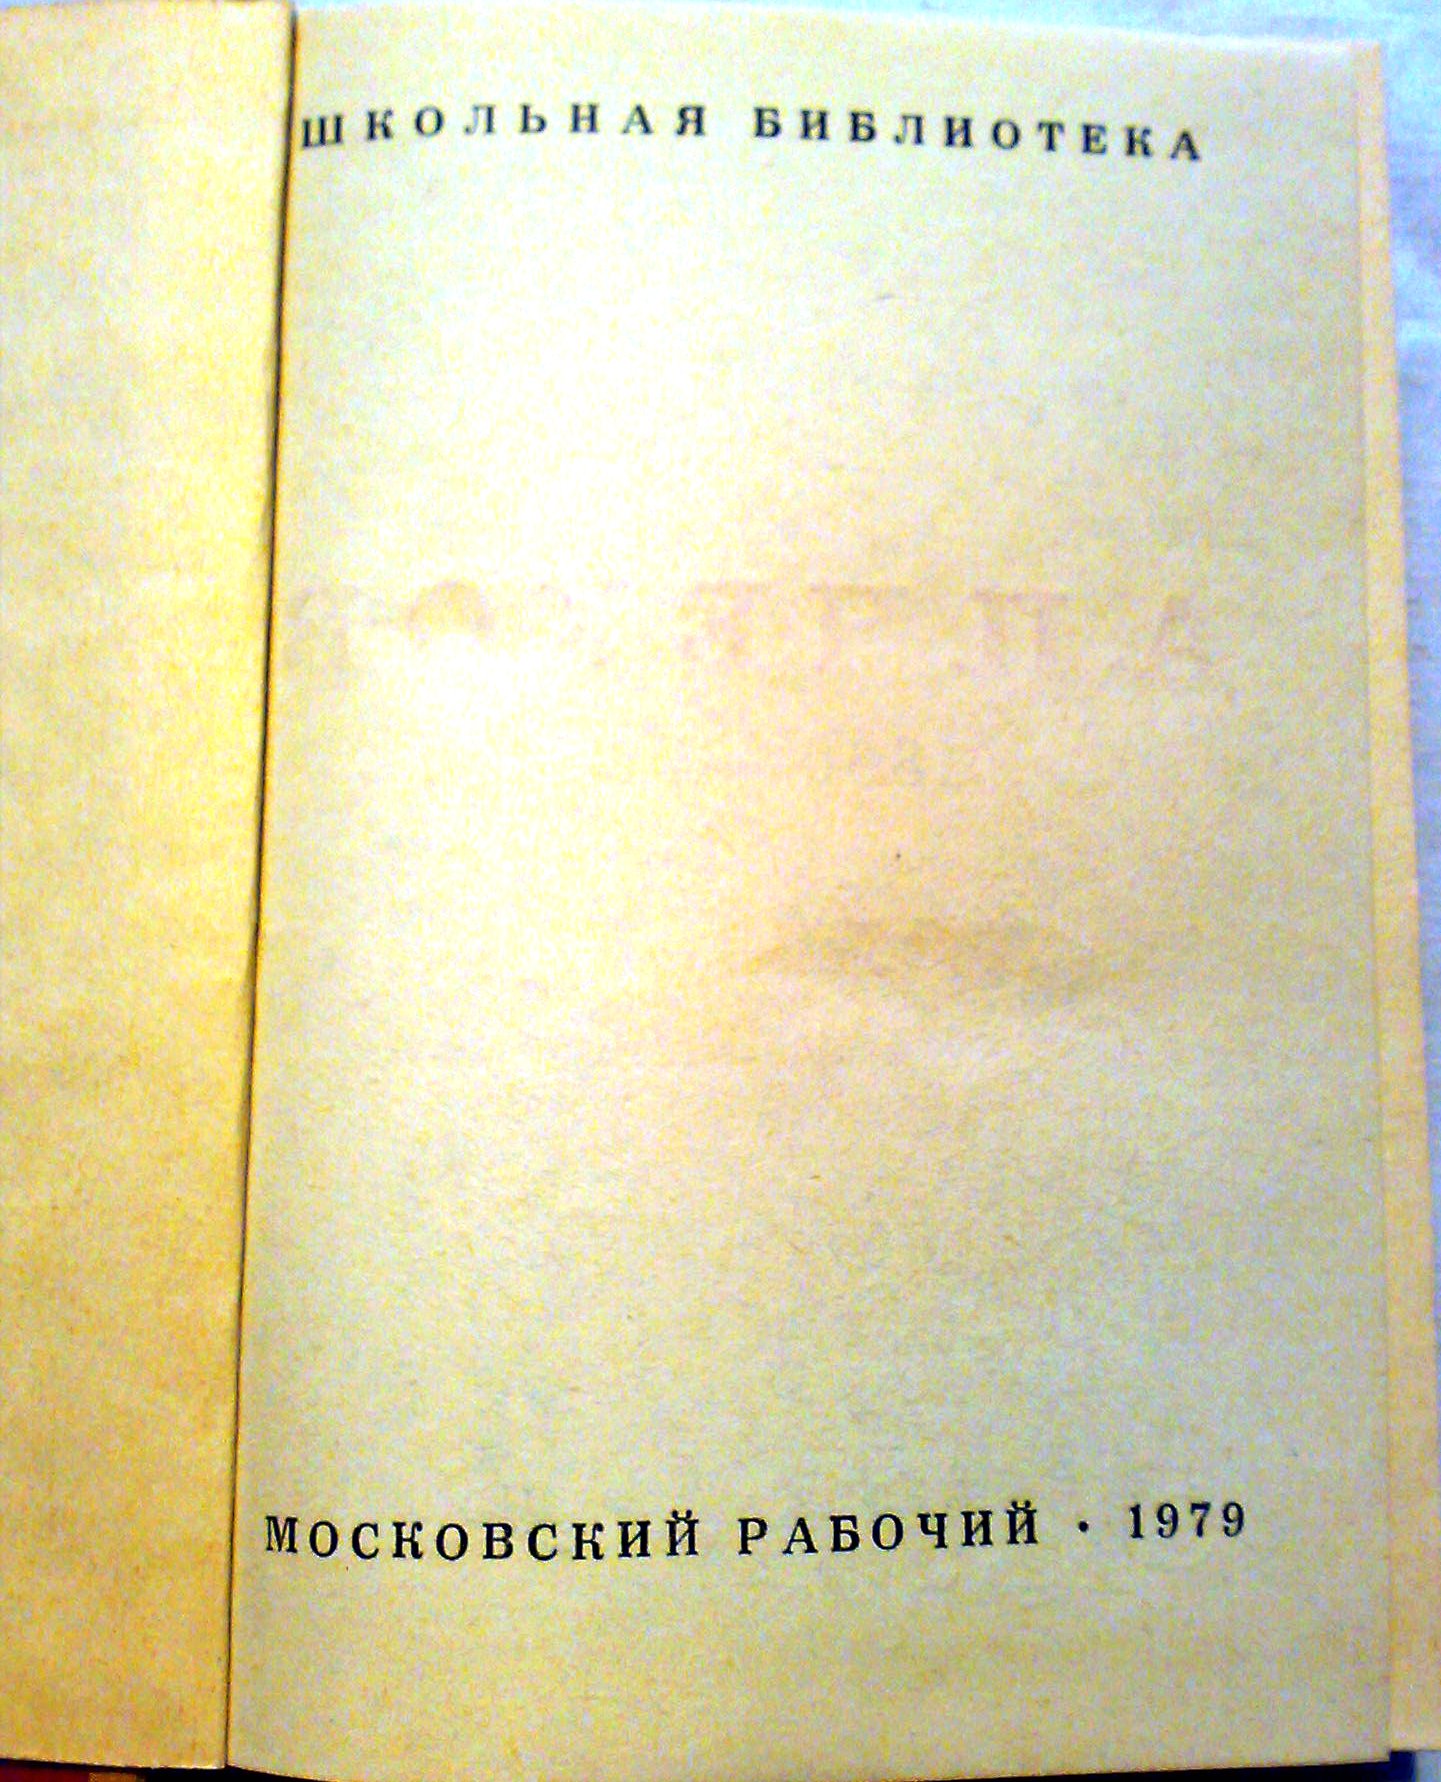 ШКОЛЬНАЯ БИБЛИОТЕКА
МОСКОВСКИЙ РАБОЧИЙ · 1979